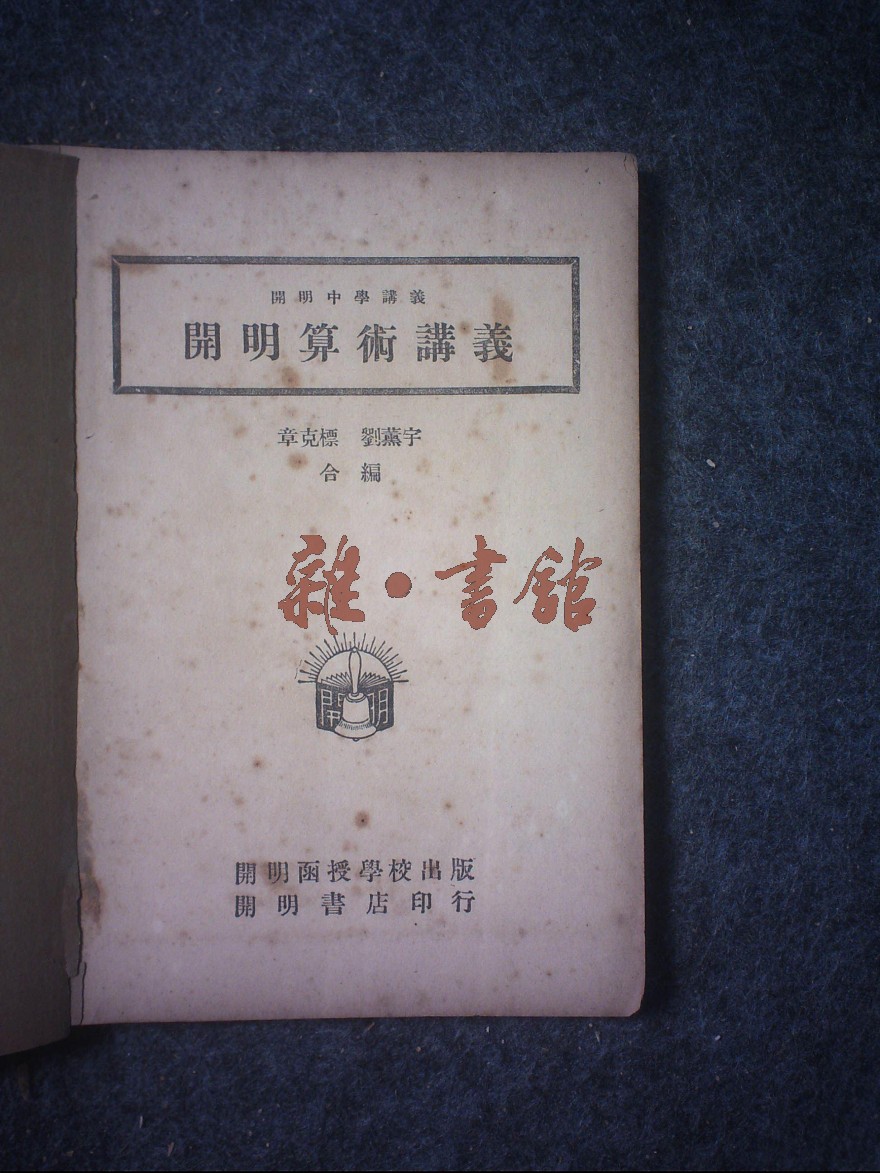 開明中學講義
開明算術講義
章克標 劉薰宇
合編
雜·書館
開明
開明函授學校出版
開明書店印行